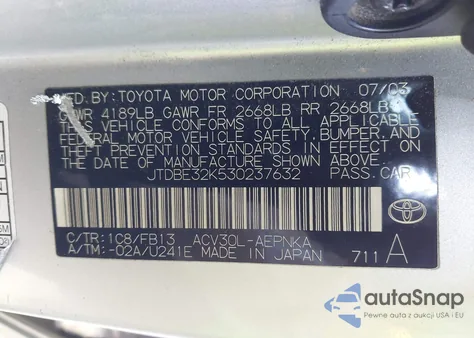 MFD. BY: TOYOTA MOTOR CORPORATION 07/03
GVWR 4189LB GAWR FR 2668LB RR 2668LB
THIS VEHICLE CONFORMS TO ALL APPLICABLE
FEDERAL MOTOR VEHICLE SAFETY, BUMPER, AND
THEFT PREVENTION STANDARDS IN EFFECT ON
THE DATE OF MANUFACTURE SHOWN ABOVE.
JTDBE32K530237632 PASS. CAR
TOYOTA
C/TR: 1C8/FB13 ACV30L-AEPNKA
A/TM: -02A/U241E MADE IN JAPAN 711 A
autoSnap
Pewne auta z aukcji USA i EU